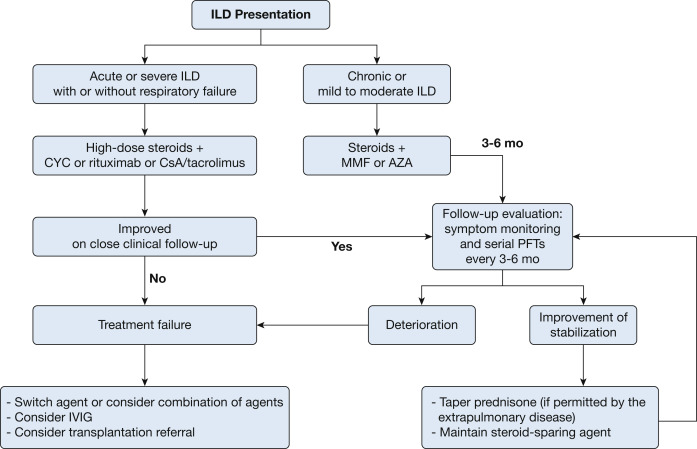 ILD Presentation
Acute or severe ILD
with or without respiratory failure
Chronic or
mild to moderate ILD
High-dose steroids +
CYC or rituximab or CsA/tacrolimus
Steroids +
MMF or AZA
3-6 mo
Improved
on close clinical follow-up
Yes
Follow-up evaluation:
symptom monitoring
and serial PFTs
every 3-6 mo
No
Treatment failure
Deterioration
Improvement of
stabilization
- Switch agent or consider combination of agents
- Consider IVIG
- Consider transplantation referral
- Taper prednisone (if permitted by the
extrapulmonary disease)
- Maintain steroid-sparing agent